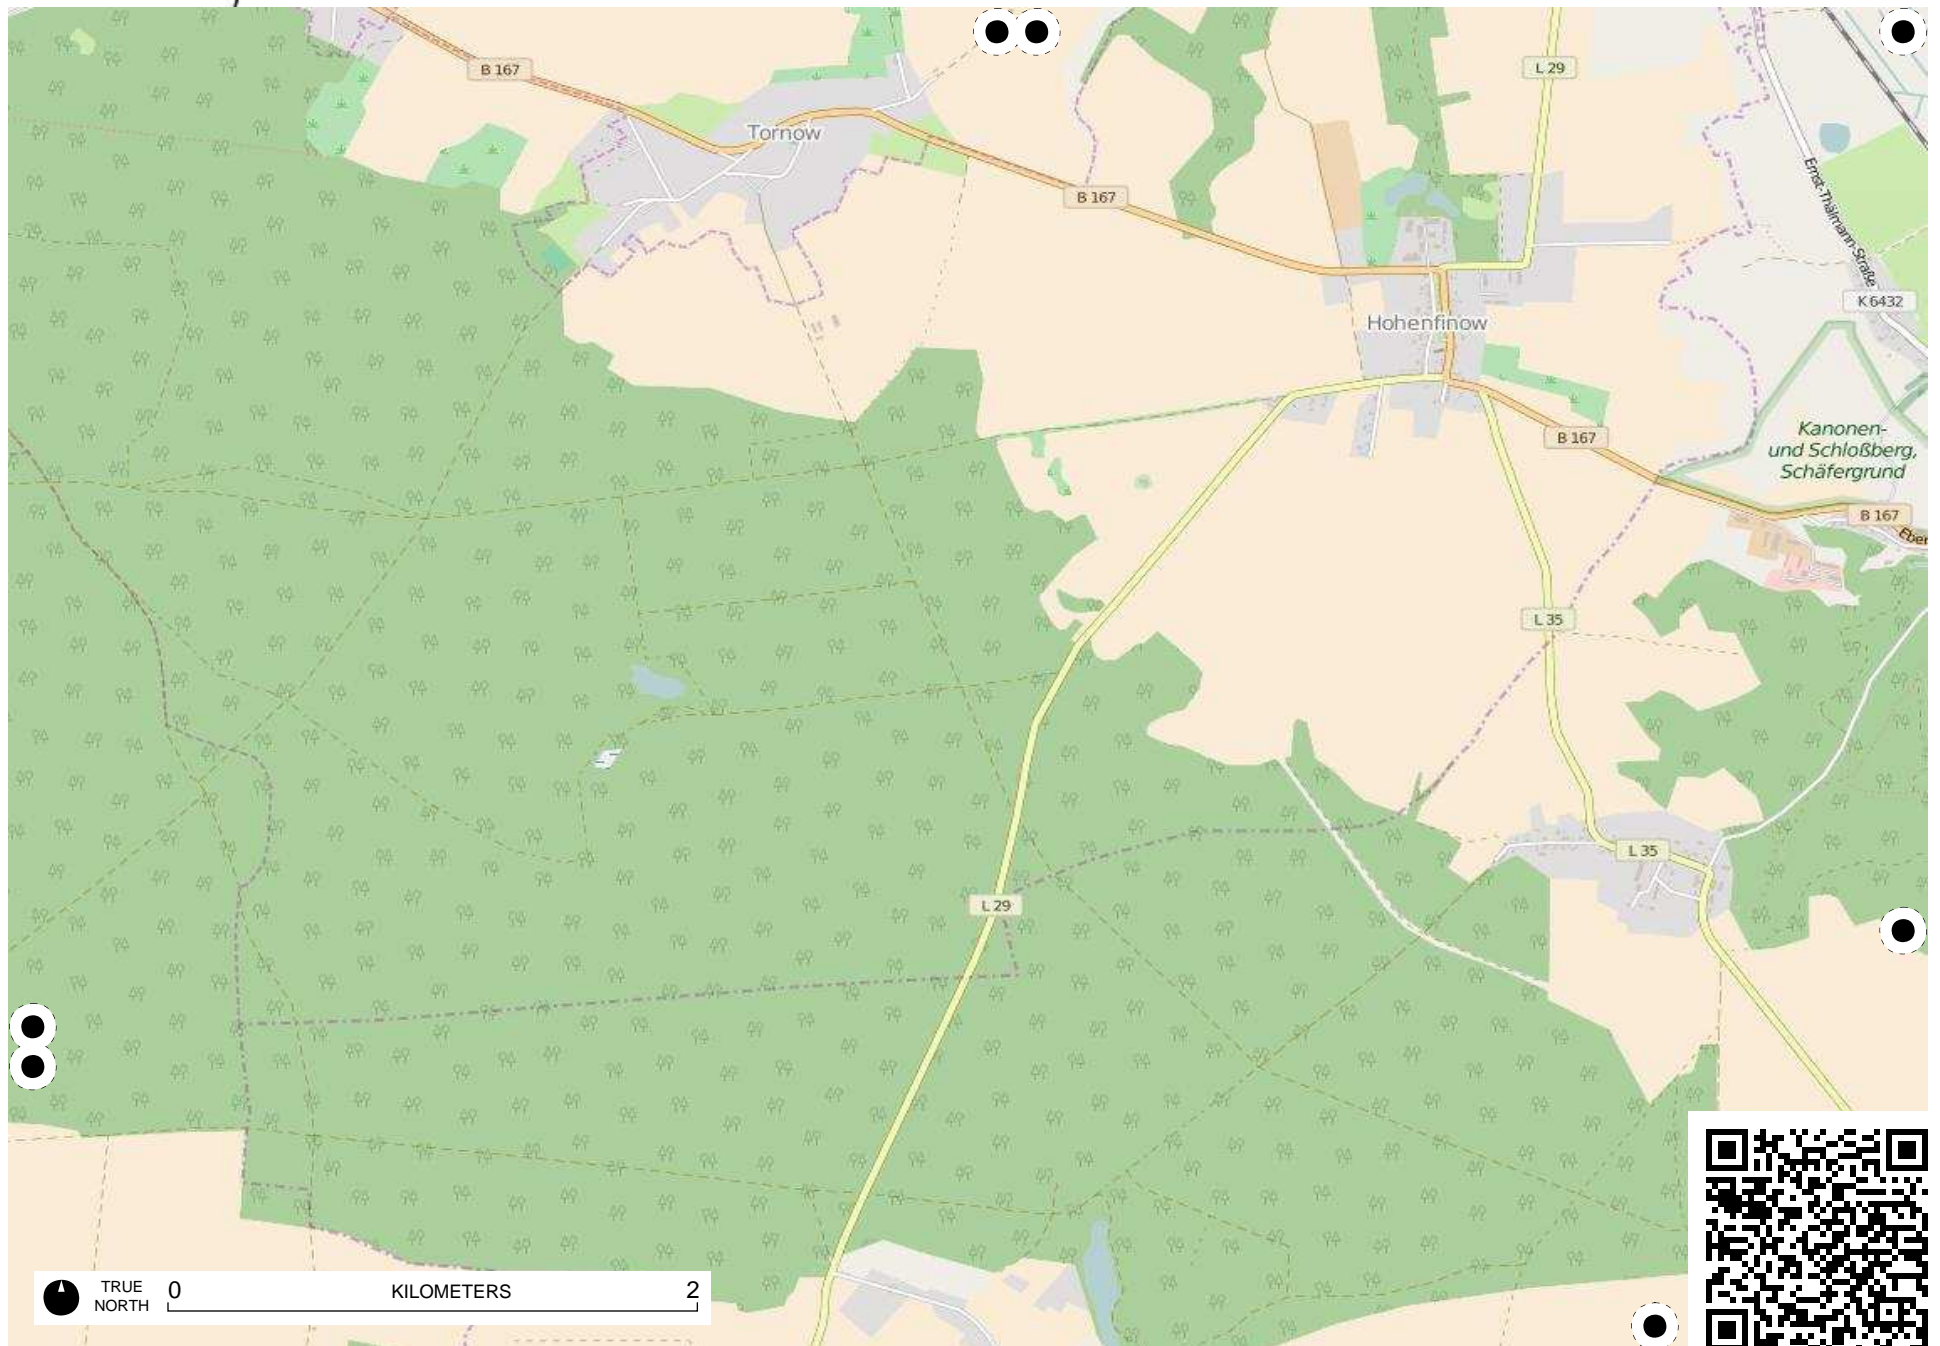 B 167
L 29
Tornow
B 167
Ernst-Thälmann-Straße
K 6432
Hohenfinow
B 167
Kanonen-
und Schloßberg,
Schäfergrund
B 167
Eber
L 35
L 35
L 29
TRUE
NORTH
0
KILOMETERS
2